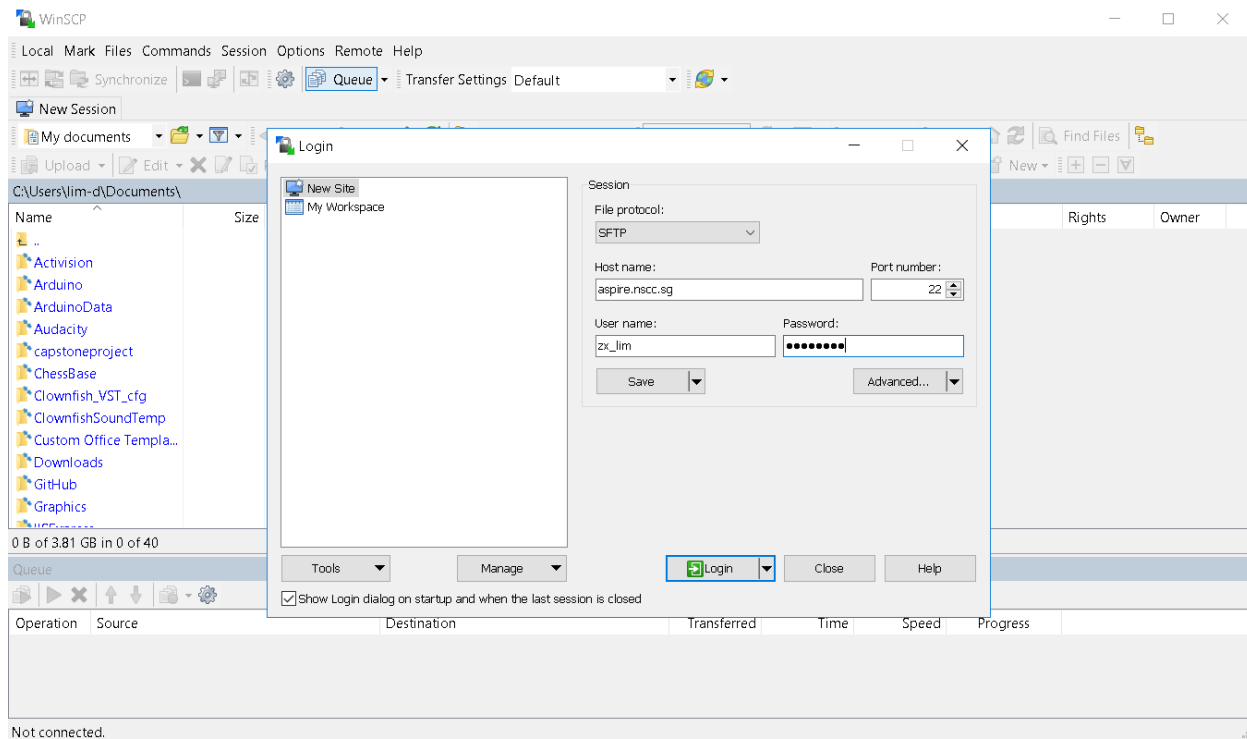 WinSCP
Local Mark Files Commands Session Options Remote Help
Synchronize Queue Transfer Settings Default
New Session
My documents Find Files
Upload Edit New
C:\Users\lim-d\Documents\
Name Size Rights Owner
..
Activision
Arduino
ArduinoData
Audacity
capstoneproject
ChessBase
Clownfish_VST_cfg
ClownfishSoundTemp
Custom Office Templa...
Downloads
GitHub
Graphics
0 B of 3.81 GB in 0 of 40
Login
New Site
My Workspace
Session
File protocol:
SFTP
Host name: Port number:
aspire.nscc.sg 22
User name: Password:
zx_lim ••••••••
Save Advanced...
Tools Manage Login Close Help
Show Login dialog on startup and when the last session is closed
Queue
Operation Source Destination Transferred Time Speed Progress
Not connected.